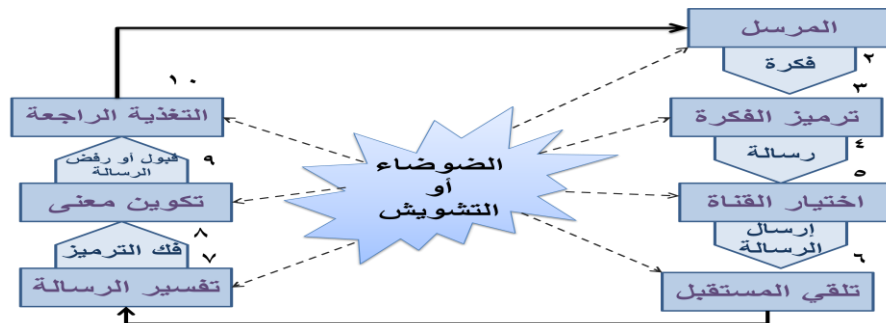 المرسل
٢
فكرة
٣
ترميز الفكرة
٤
رسالة
٥
اختيار القناة
إرسال
الرسالة
٦
تلقي المستقبل
تفسير الرسالة
٧
فك الترميز
٨
تكوين معنى
٩
قبول أو رفض
الرسالة
التغذية الراجعة
١٠
الضوضاء
أو
التشويش